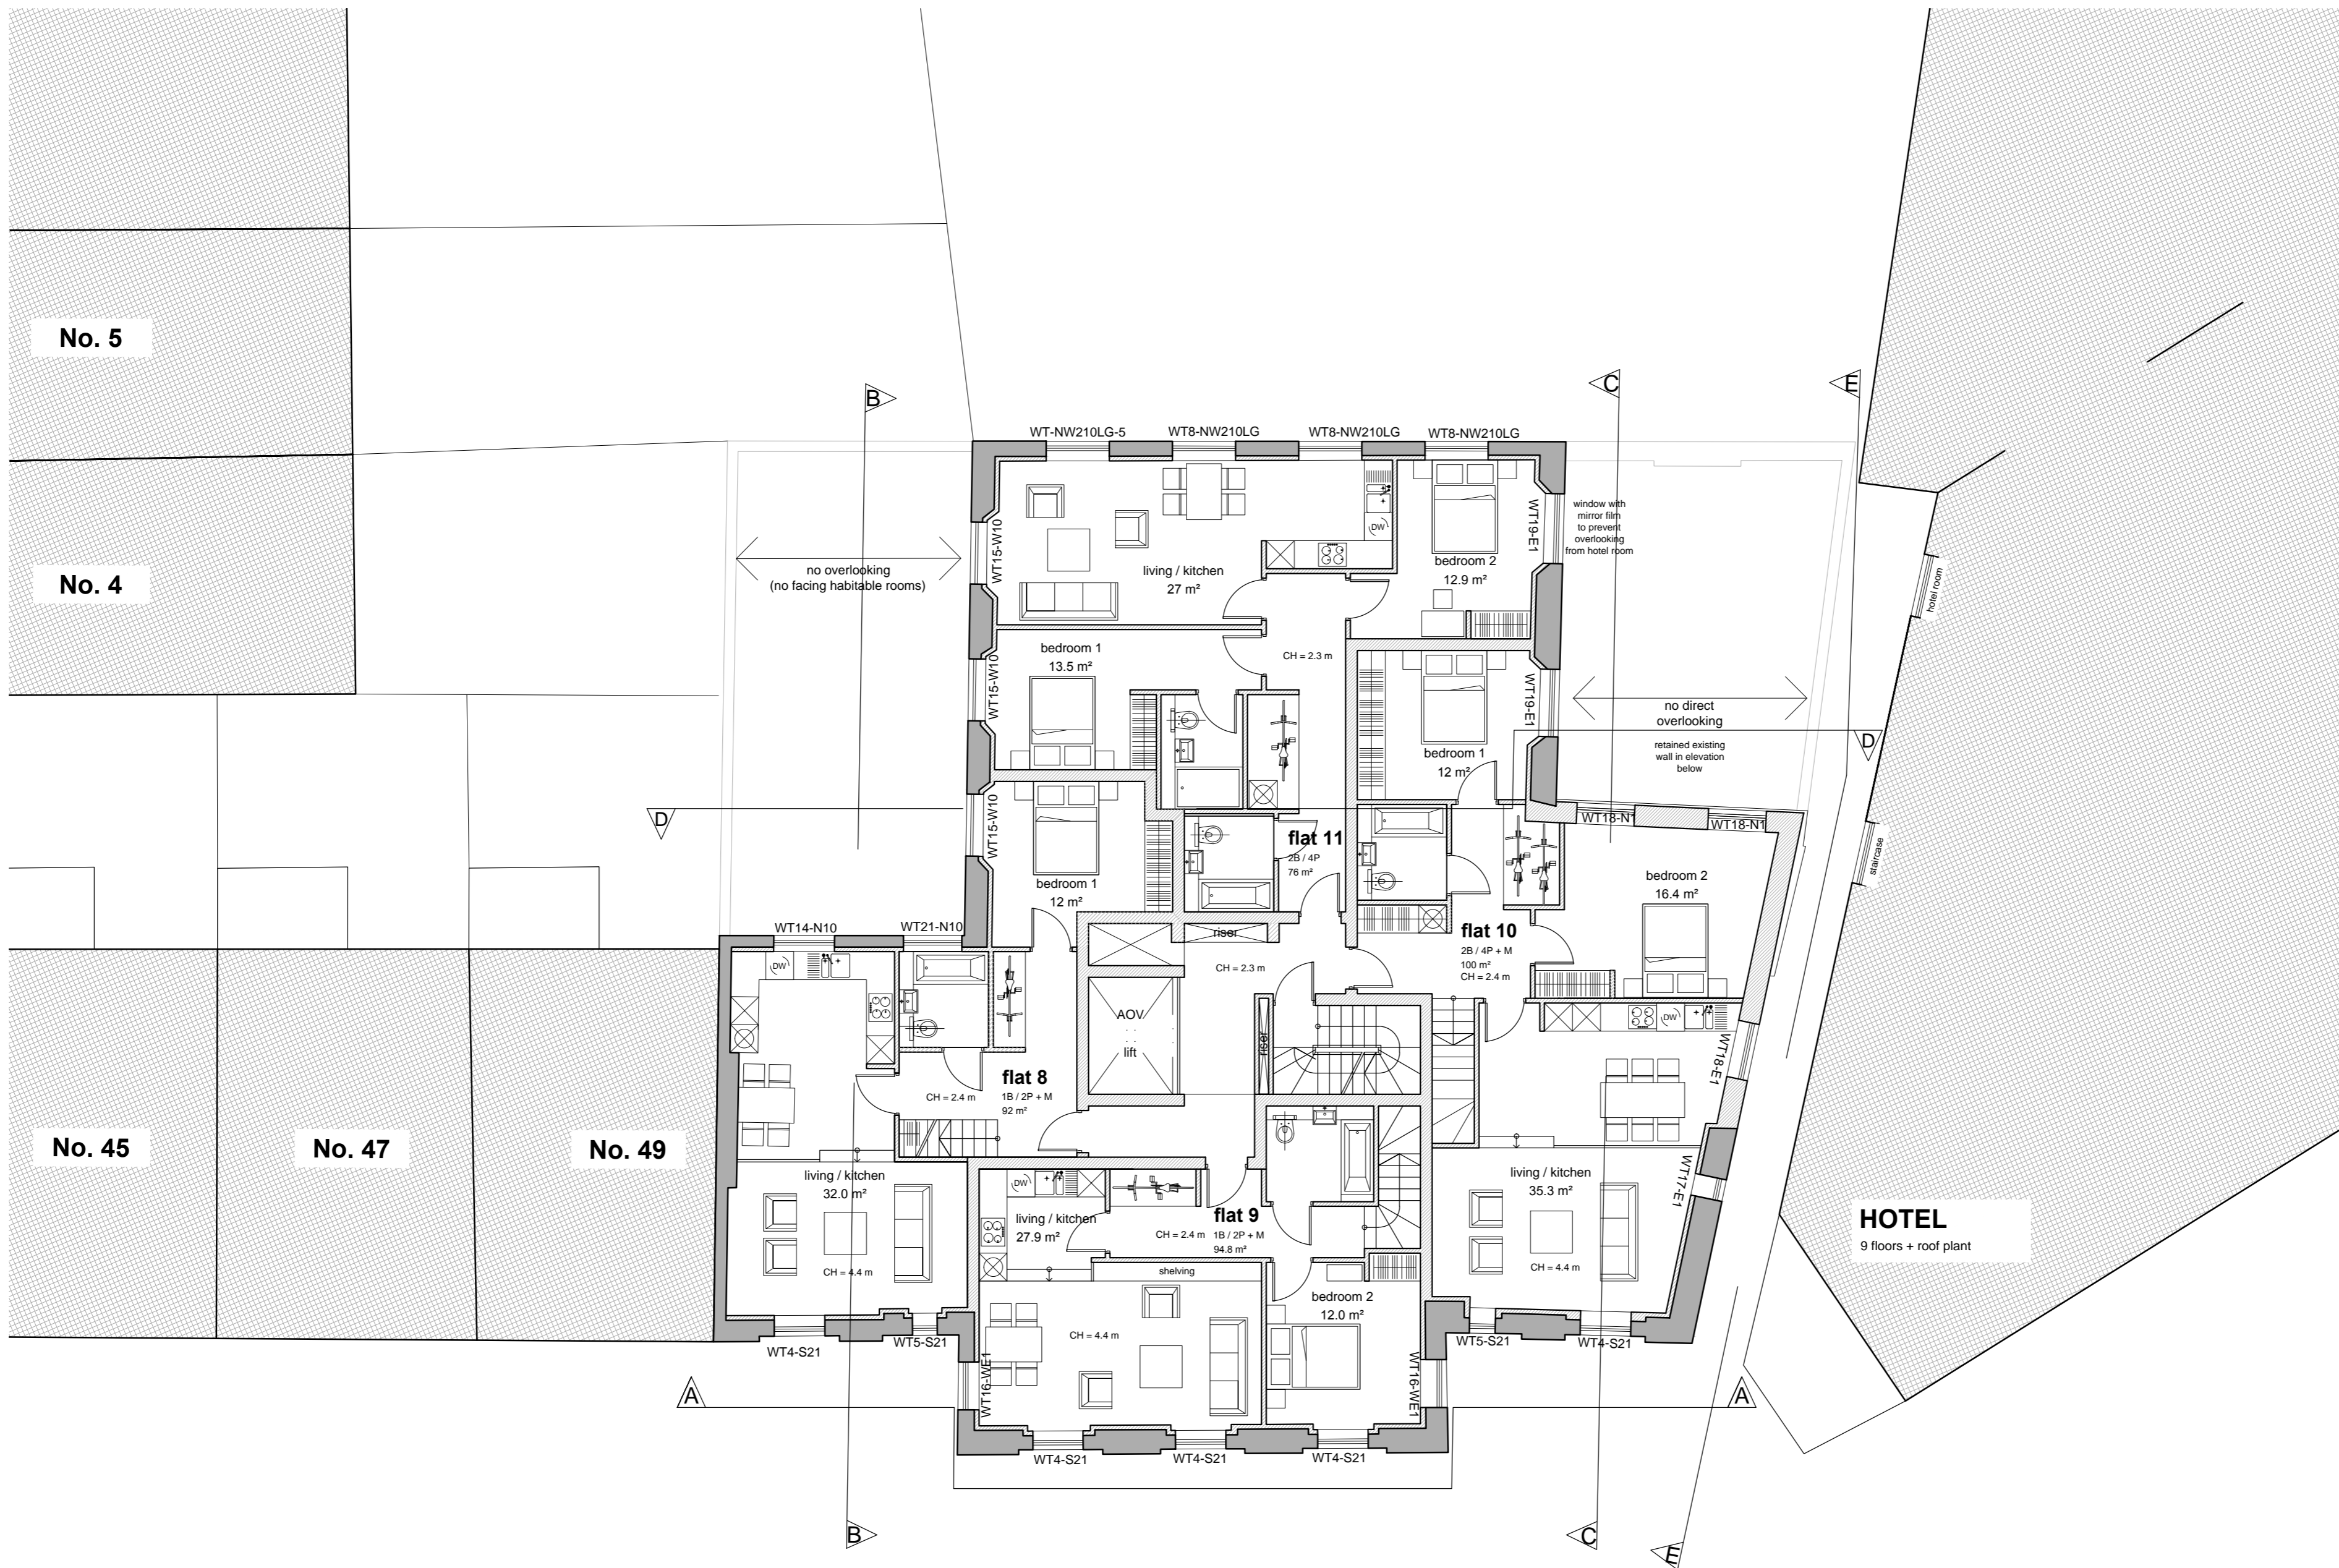 No. 5
No. 4
No. 45
No. 47
No. 49
B
C
E
WT-NW210LG-5
WT8-NW210LG
WT8-NW210LG
WT8-NW210LG
WT15-W10
no overlooking
(no facing habitable rooms)
living / kitchen
27 m²
DW
bedroom 2
12.9 m²
WT19-E1
window with
mirror film
to prevent
overlooking
from hotel room
hotel room
bedroom 1
13.5 m²
WT15-W10
CH = 2.3 m
bedroom 1
12 m²
WT19-E1
no direct
overlooking
retained existing
wall in elevation
below
D
D
WT15-W10
bedroom 1
12 m²
flat 11
2B / 4P
76 m²
WT18-N1
WT18-N1
staircase
bedroom 2
16.4 m²
WT14-N10
WT21-N10
riser
flat 10
2B / 4P + M
100 m²
CH = 2.4 m
DW
CH = 2.3 m
AOV
lift
riser
DW
WT18-E1
flat 8
1B / 2P + M
92 m²
CH = 2.4 m
living / kitchen
32.0 m²
CH = 4.4 m
living / kitchen
35.3 m²
CH = 4.4 m
WT17-E1
DW
living / kitchen
27.9 m²
flat 9
1B / 2P + M
94.8 m²
CH = 2.4 m
shelving
bedroom 2
12.0 m²
CH = 4.4 m
HOTEL
9 floors + roof plant
WT4-S21
WT5-S21
WT16-WE1
WT16-WE1
WT5-S21
WT4-S21
A
A
WT4-S21
WT4-S21
WT4-S21
B
C
E